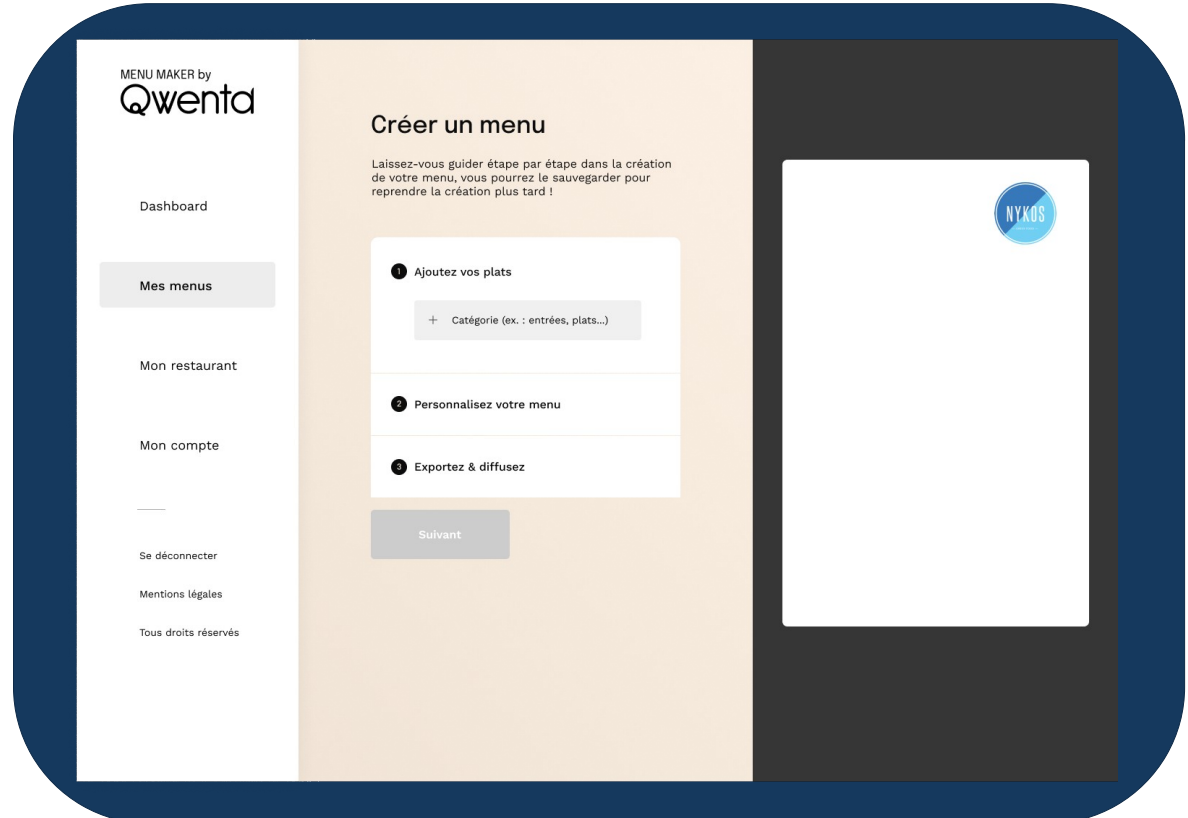 MENU MAKER by
Qwenta
Dashboard
Mes menus
Mon restaurant
Mon compte
Se déconnecter
Mentions légales
Tous droits réservés
Créer un menu
Laissez-vous guider étape par étape dans la création
de votre menu, vous pourrez le sauvegarder pour
reprendre la création plus tard !
1 Ajoutez vos plats
+ Catégorie (ex. : entrées, plats...)
2 Personnalisez votre menu
3 Exportez & diffusez
Suivant
NYKOS